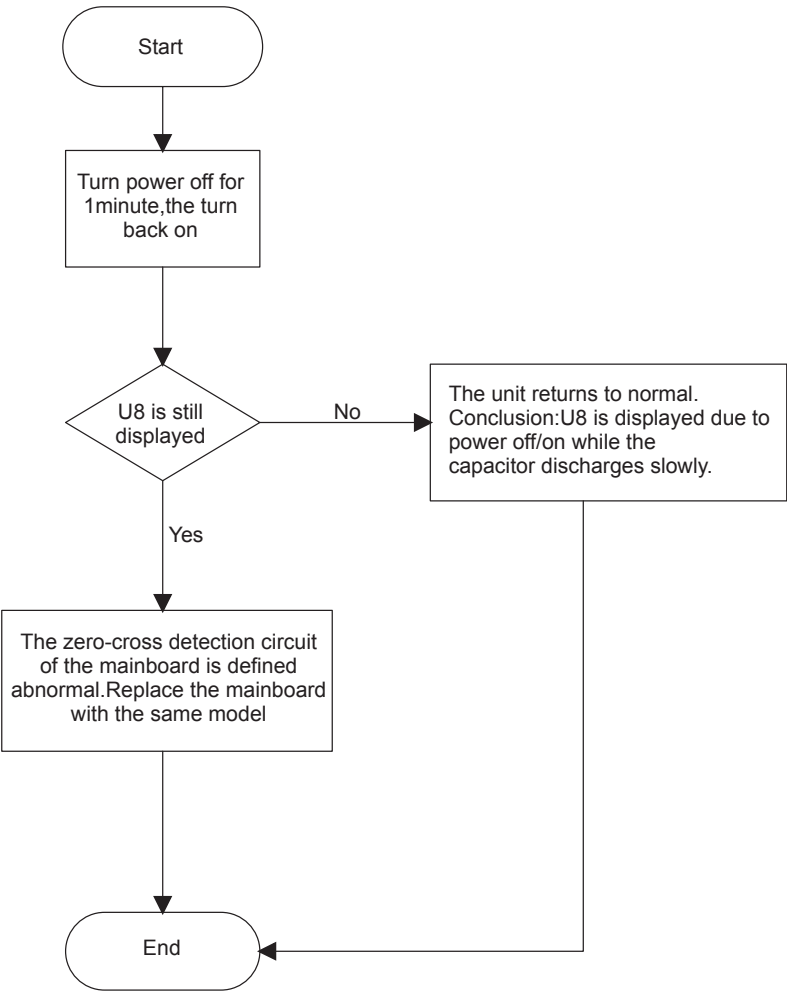 Start
Turn power off for
1minute,the turn
back on
U8 is still
displayed
No
The unit returns to normal.
Conclusion:U8 is displayed due to
power off/on while the
capacitor discharges slowly.
Yes
The zero-cross detection circuit
of the mainboard is defined
abnormal.Replace the mainboard
with the same model
End